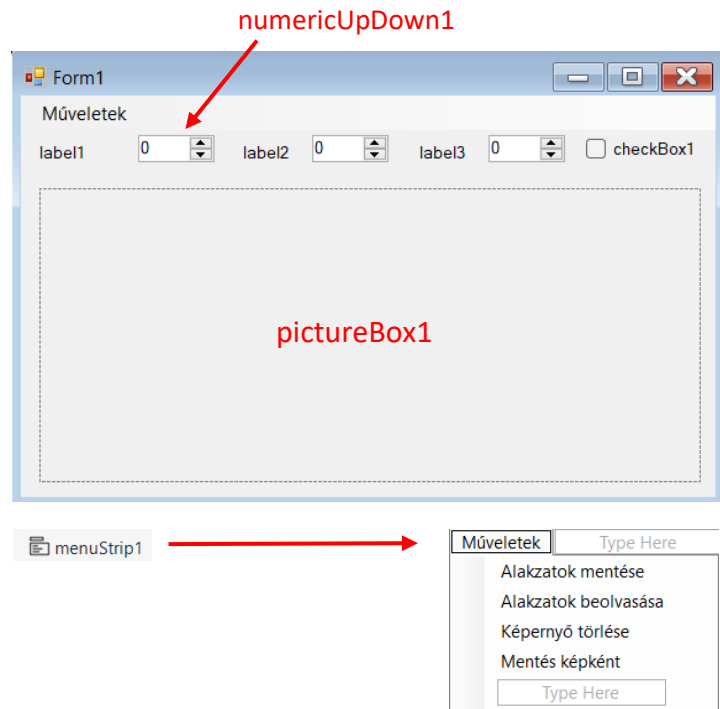 numericUpDown1
Form1
Műveletek
label1 0 label2 0 label3 0 checkBox1
pictureBox1
menuStrip1
Műveletek Type Here
Alakzatok mentése
Alakzatok beolvasása
Képernyő törlése
Mentés képként
Type Here